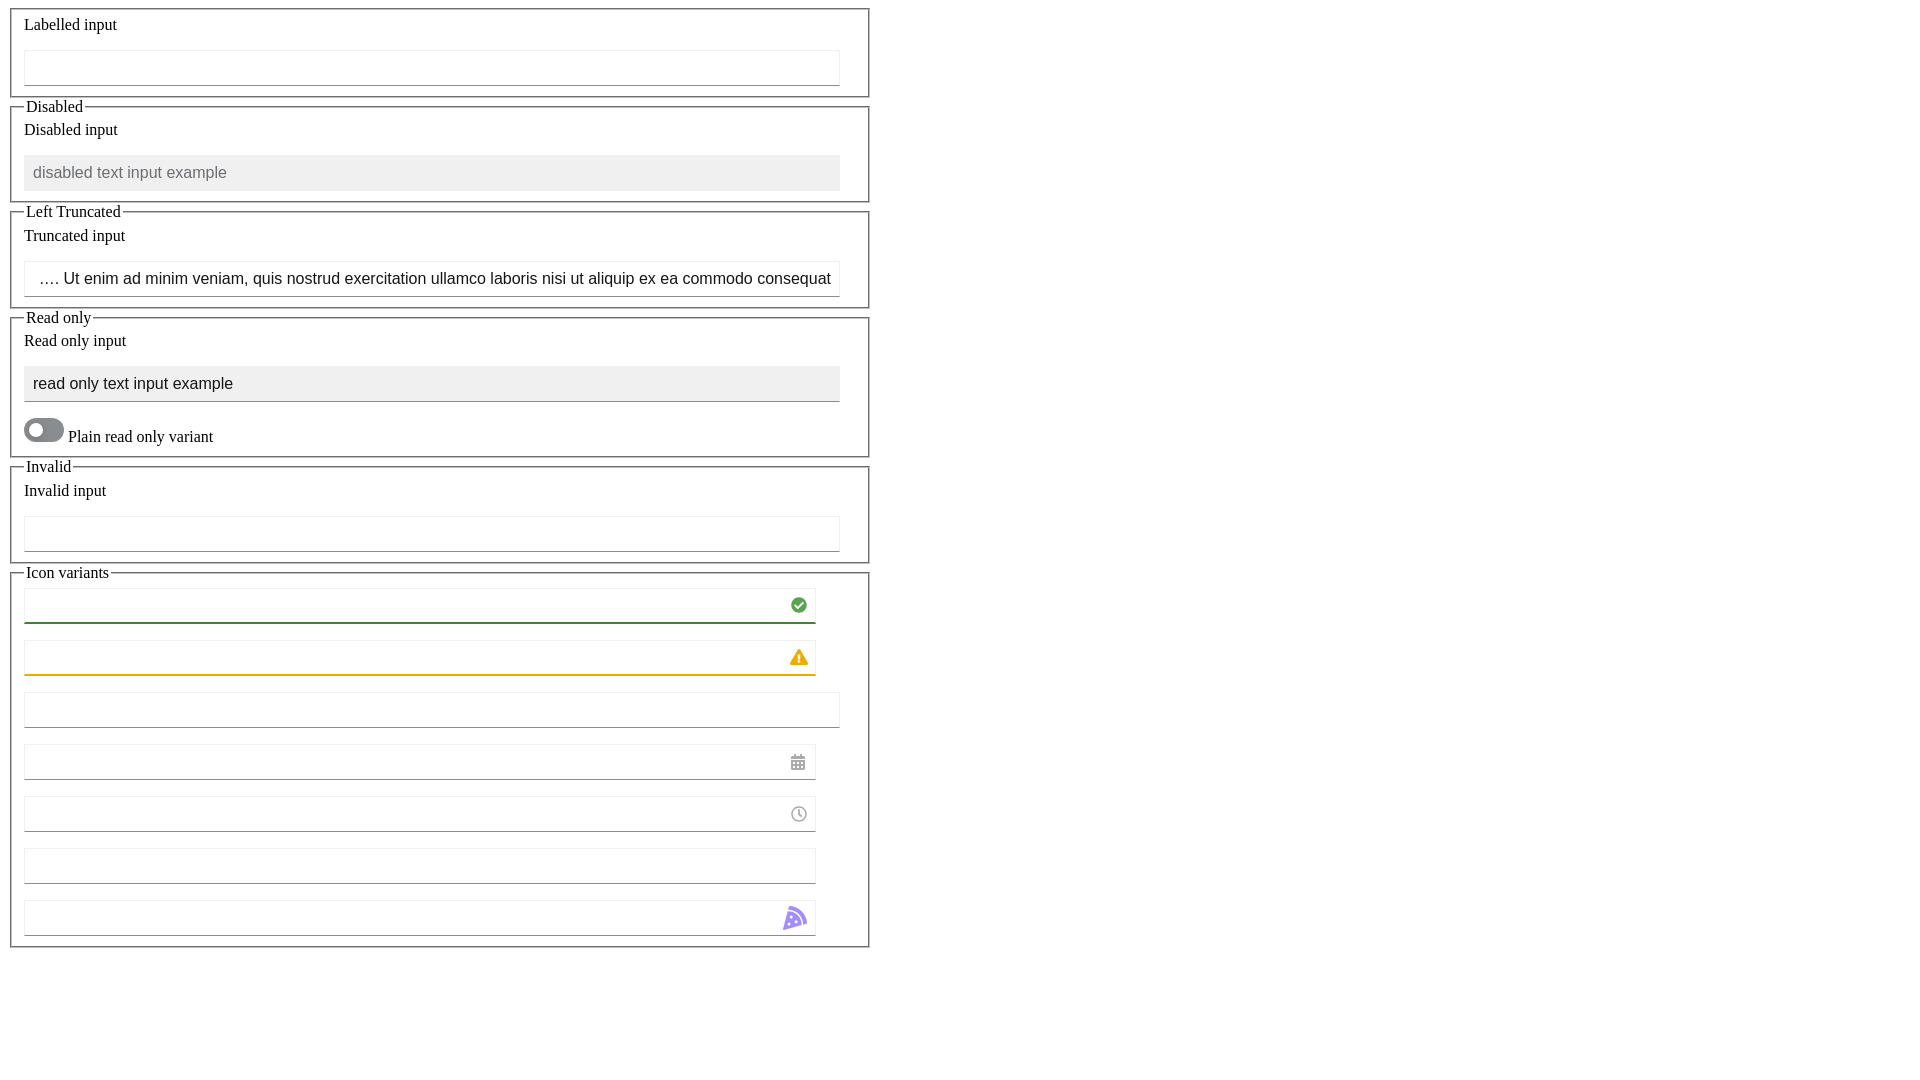 Labelled input
Disabled
Disabled input
disabled text input example
Left Truncated
Truncated input
…. Ut enim ad minim veniam, quis nostrud exercitation ullamco laboris nisi ut aliquip ex ea commodo consequat
Read only
Read only input
read only text input example
Plain read only variant
Invalid
Invalid input
Icon variants